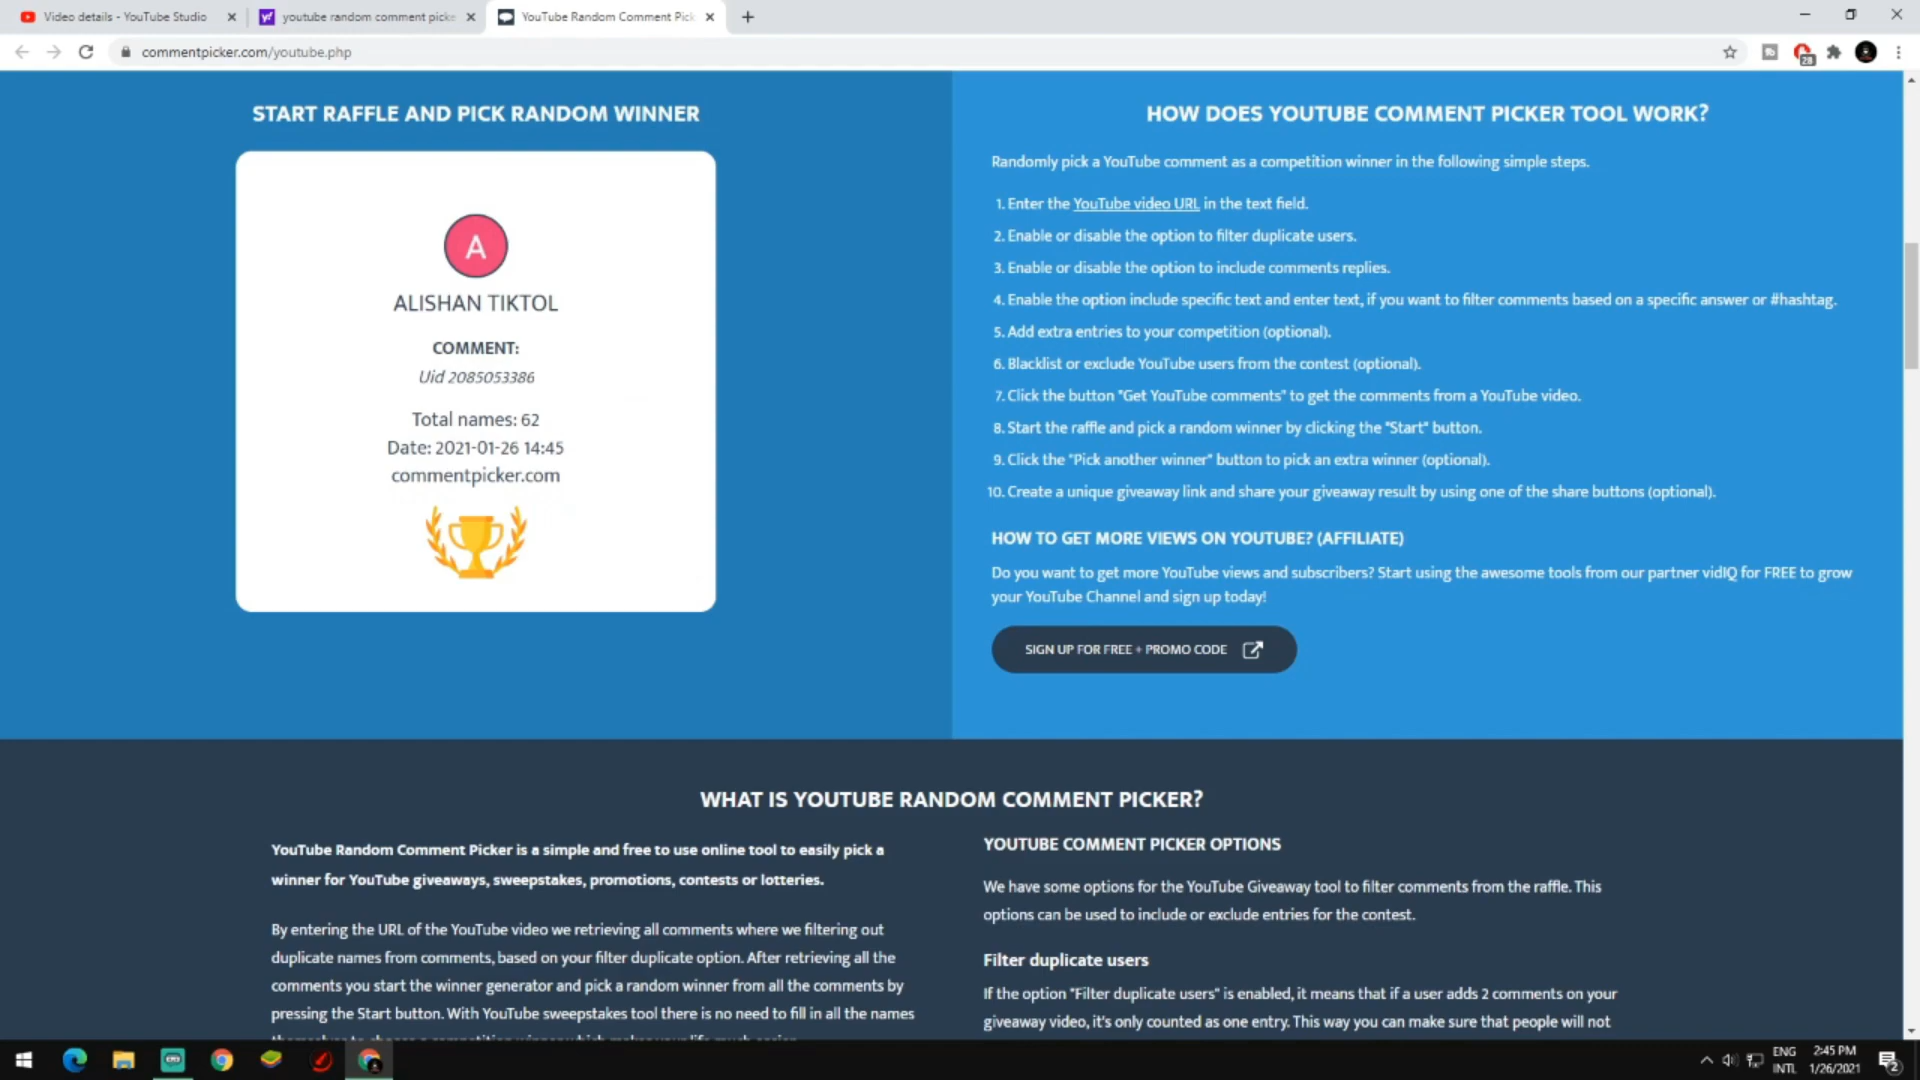 Video details - YouTube Studio
youtube random comment picke
YouTube Random Comment Pick
commentpicker.com/youtube.php
28
START RAFFLE AND PICK RANDOM WINNER
A
ALISHAN TIKTOL
COMMENT:
Uid 2085053386
Total names: 62
Date: 2021-01-26 14:45
commentpicker.com
HOW DOES YOUTUBE COMMENT PICKER TOOL WORK?
Randomly pick a YouTube comment as a competition winner in the following simple steps.
1. Enter the YouTube video URL in the text field.
2. Enable or disable the option to filter duplicate users.
3. Enable or disable the option to include comments replies.
4. Enable the option include specific text and enter text, if you want to filter comments based on a specific answer or #hashtag.
5. Add extra entries to your competition (optional).
6. Blacklist or exclude YouTube users from the contest (optional).
7. Click the button "Get YouTube comments" to get the comments from a YouTube video.
8. Start the raffle and pick a random winner by clicking the "Start" button.
9. Click the "Pick another winner" button to pick an extra winner (optional).
10. Create a unique giveaway link and share your giveaway result by using one of the share buttons (optional).
HOW TO GET MORE VIEWS ON YOUTUBE? (AFFILIATE)
Do you want to get more YouTube views and subscribers? Start using the awesome tools from our partner vidIQ for FREE to grow
your YouTube Channel and sign up today!
SIGN UP FOR FREE + PROMO CODE
WHAT IS YOUTUBE RANDOM COMMENT PICKER?
YouTube Random Comment Picker is a simple and free to use online tool to easily pick a
winner for YouTube giveaways, sweepstakes, promotions, contests or lotteries.
By entering the URL of the YouTube video we retrieving all comments where we filtering out
duplicate names from comments, based on your filter duplicate option. After retrieving all the
comments you start the winner generator and pick a random winner from all the comments by
pressing the Start button. With YouTube sweepstakes tool there is no need to fill in all the names
YOUTUBE COMMENT PICKER OPTIONS
We have some options for the YouTube Giveaway tool to filter comments from the raffle. This
options can be used to include or exclude entries for the contest.
Filter duplicate users
If the option "Filter duplicate users" is enabled, it means that if a user adds 2 comments on your
giveaway video, it's only counted as one entry. This way you can make sure that people will not
ENG
INTL
2:45 PM
1/26/2021
2